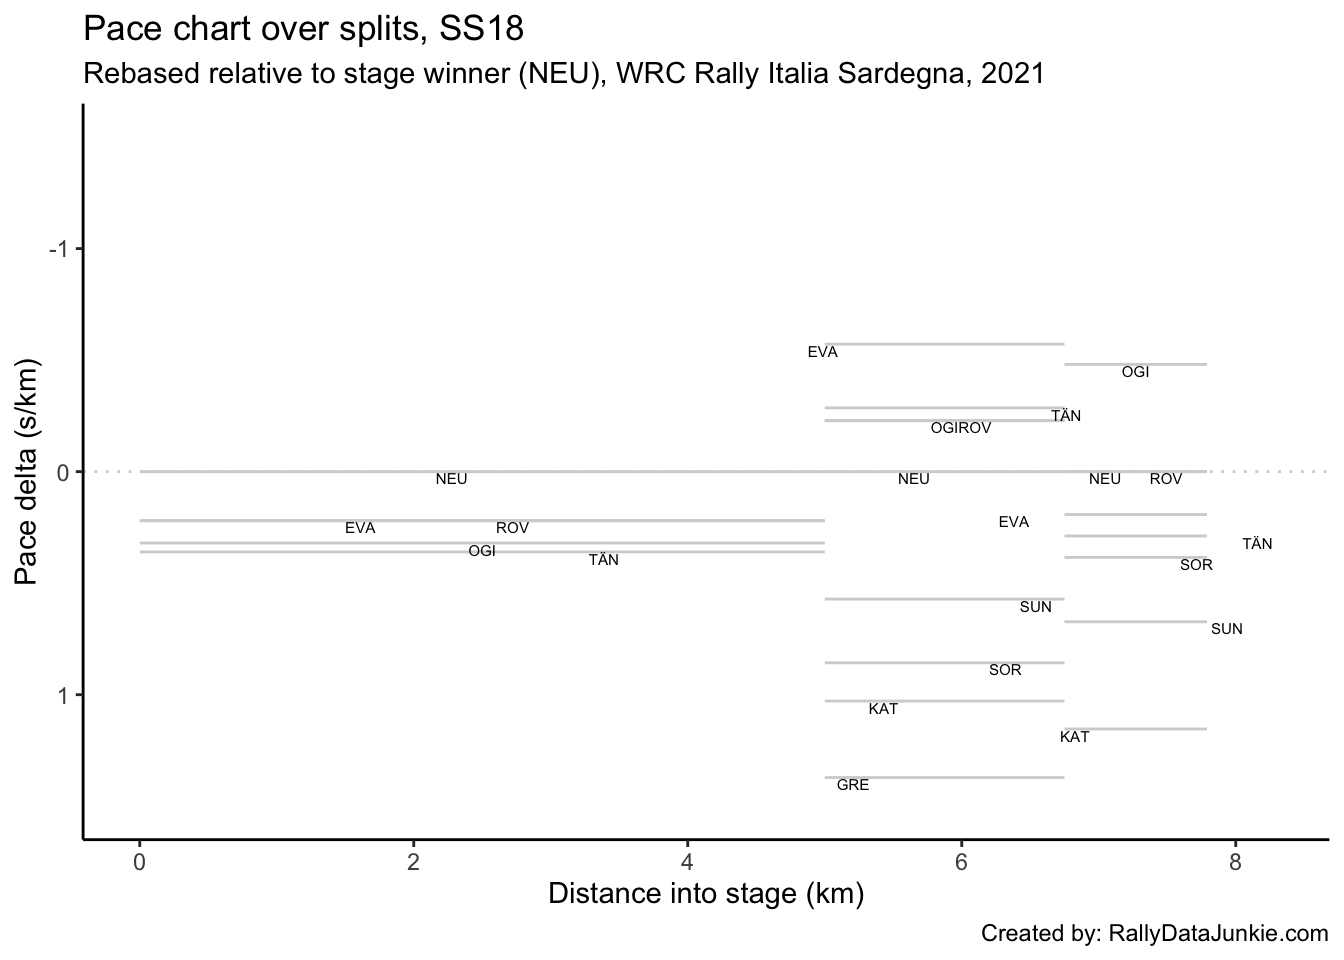 Pace chart over splits, SS18
Rebased relative to stage winner (NEU), WRC Rally Italia Sardegna, 2021
Pace delta (s/km)
-1
0
1
EVA
OGI
TÄN
OGIROV
NEU
NEU
NEU
ROV
EVA
ROV
EVA
OGI
TÄN
TÄN
SOR
SUN
SUN
SOR
KAT
KAT
GRE
0
2
4
6
8
Distance into stage (km)
Created by: RallyDataJunkie.com